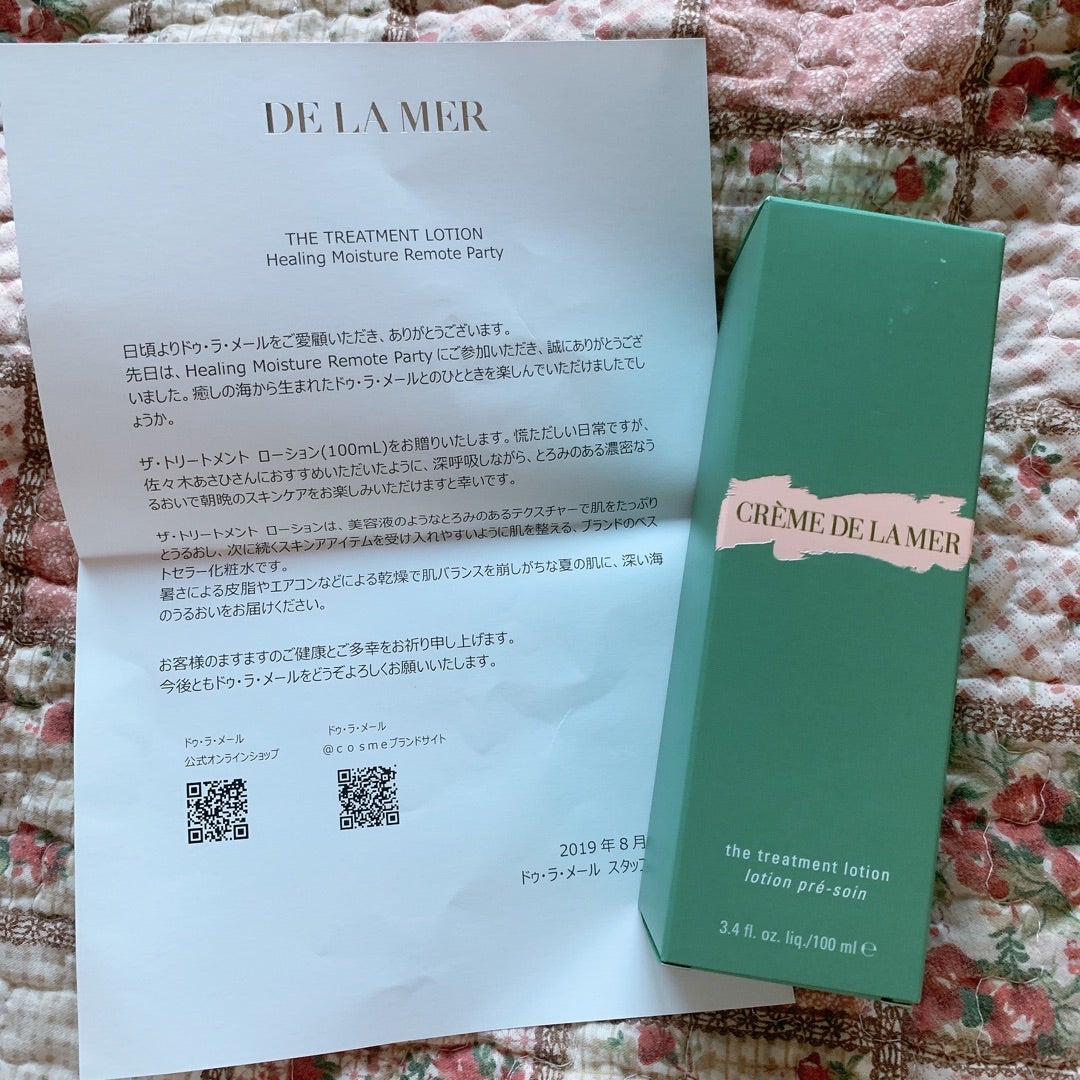 DE LA MER
THE TREATMENT LOTION
Healing Moisture Remote Party
日頃よりドゥ・ラ・メールをご愛顧いただき、ありがとうございます。
先日は、Healing Moisture Remote Partyにご参加いただき、誠にありがとうござ
いました。癒しの海から生まれたドゥ・ラ・メールとのひとときを楽しんでいただけましたでし
ょうか。
ザ・トリートメント ローション(100mL)をお贈りいたします。慌ただしい日常ですが、
佐々木あさひさんにおすすめいただいたように、深呼吸しながら、とろみのある濃密なう
るおいで朝晩のスキンケアをお楽しみいただけますと幸いです。
ザ・トリートメント ローションは、美容液のようなとろみのあるテクスチャーで肌をたっぷり
とうるおし、次に続くスキンアアイテムを受け入れやすいように肌を整える、ブランドのベス
トセラー化粧水です。
暑さによる皮脂やエアコンなどによる乾燥で肌バランスを崩しがちな夏の肌に、深い海
のうるおいをお届けください。
お客様のますますのご健康とご多幸をお祈り申し上げます。
今後ともドゥ・ラ・メールをどうぞよろしくお願いいたします。
ドゥ・ラ・メール
公式オンラインショップ
ドゥ・ラ・メール
@cosmeブランドサイト
2019年8月
ドゥ・ラ・メール スタッフ
CRÈME DE LA MER
the treatment lotion
lotion pré-soin
3.4 fl. oz. liq./100 ml ℮